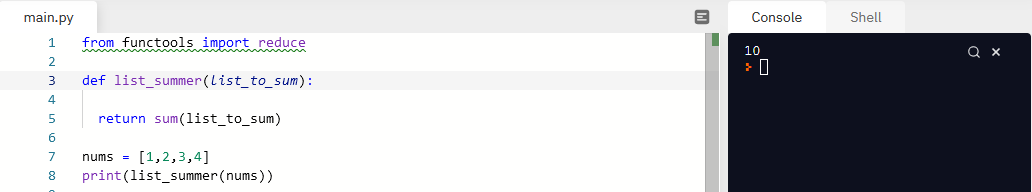 main.py
Console Shell
1 from functools import reduce
2
3 def list_summer(list_to_sum):
4
5 return sum(list_to_sum)
6
7 nums = [1,2,3,4]
8 print(list_summer(nums))
10